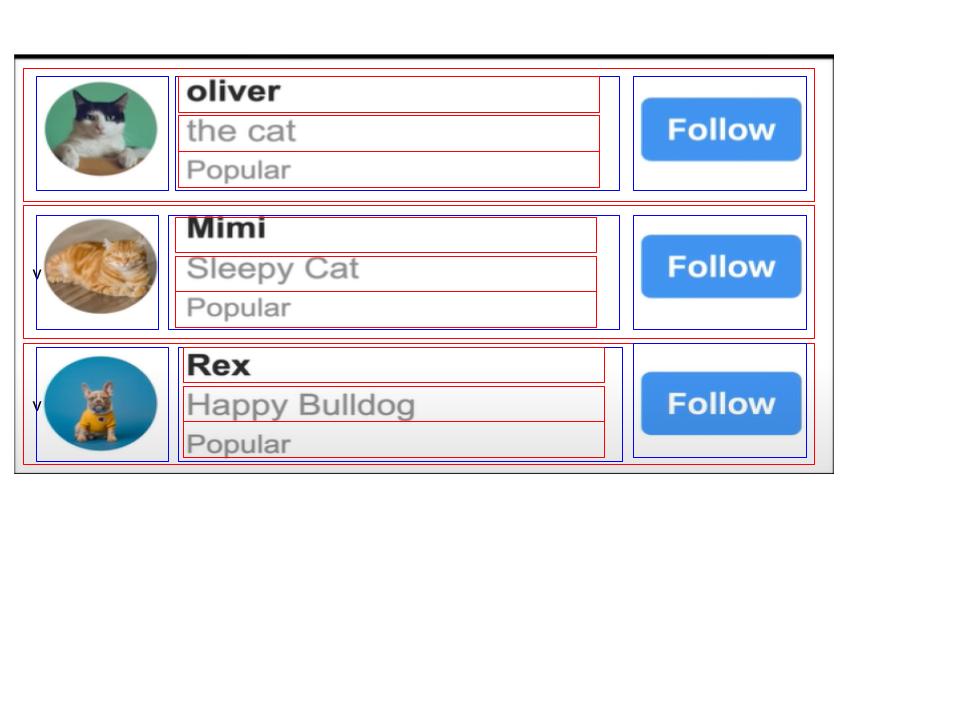 oliver
the cat
Popular
Follow
v
Mimi
Sleepy Cat
Popular
Follow
v
Rex
Happy Bulldog
Popular
Follow